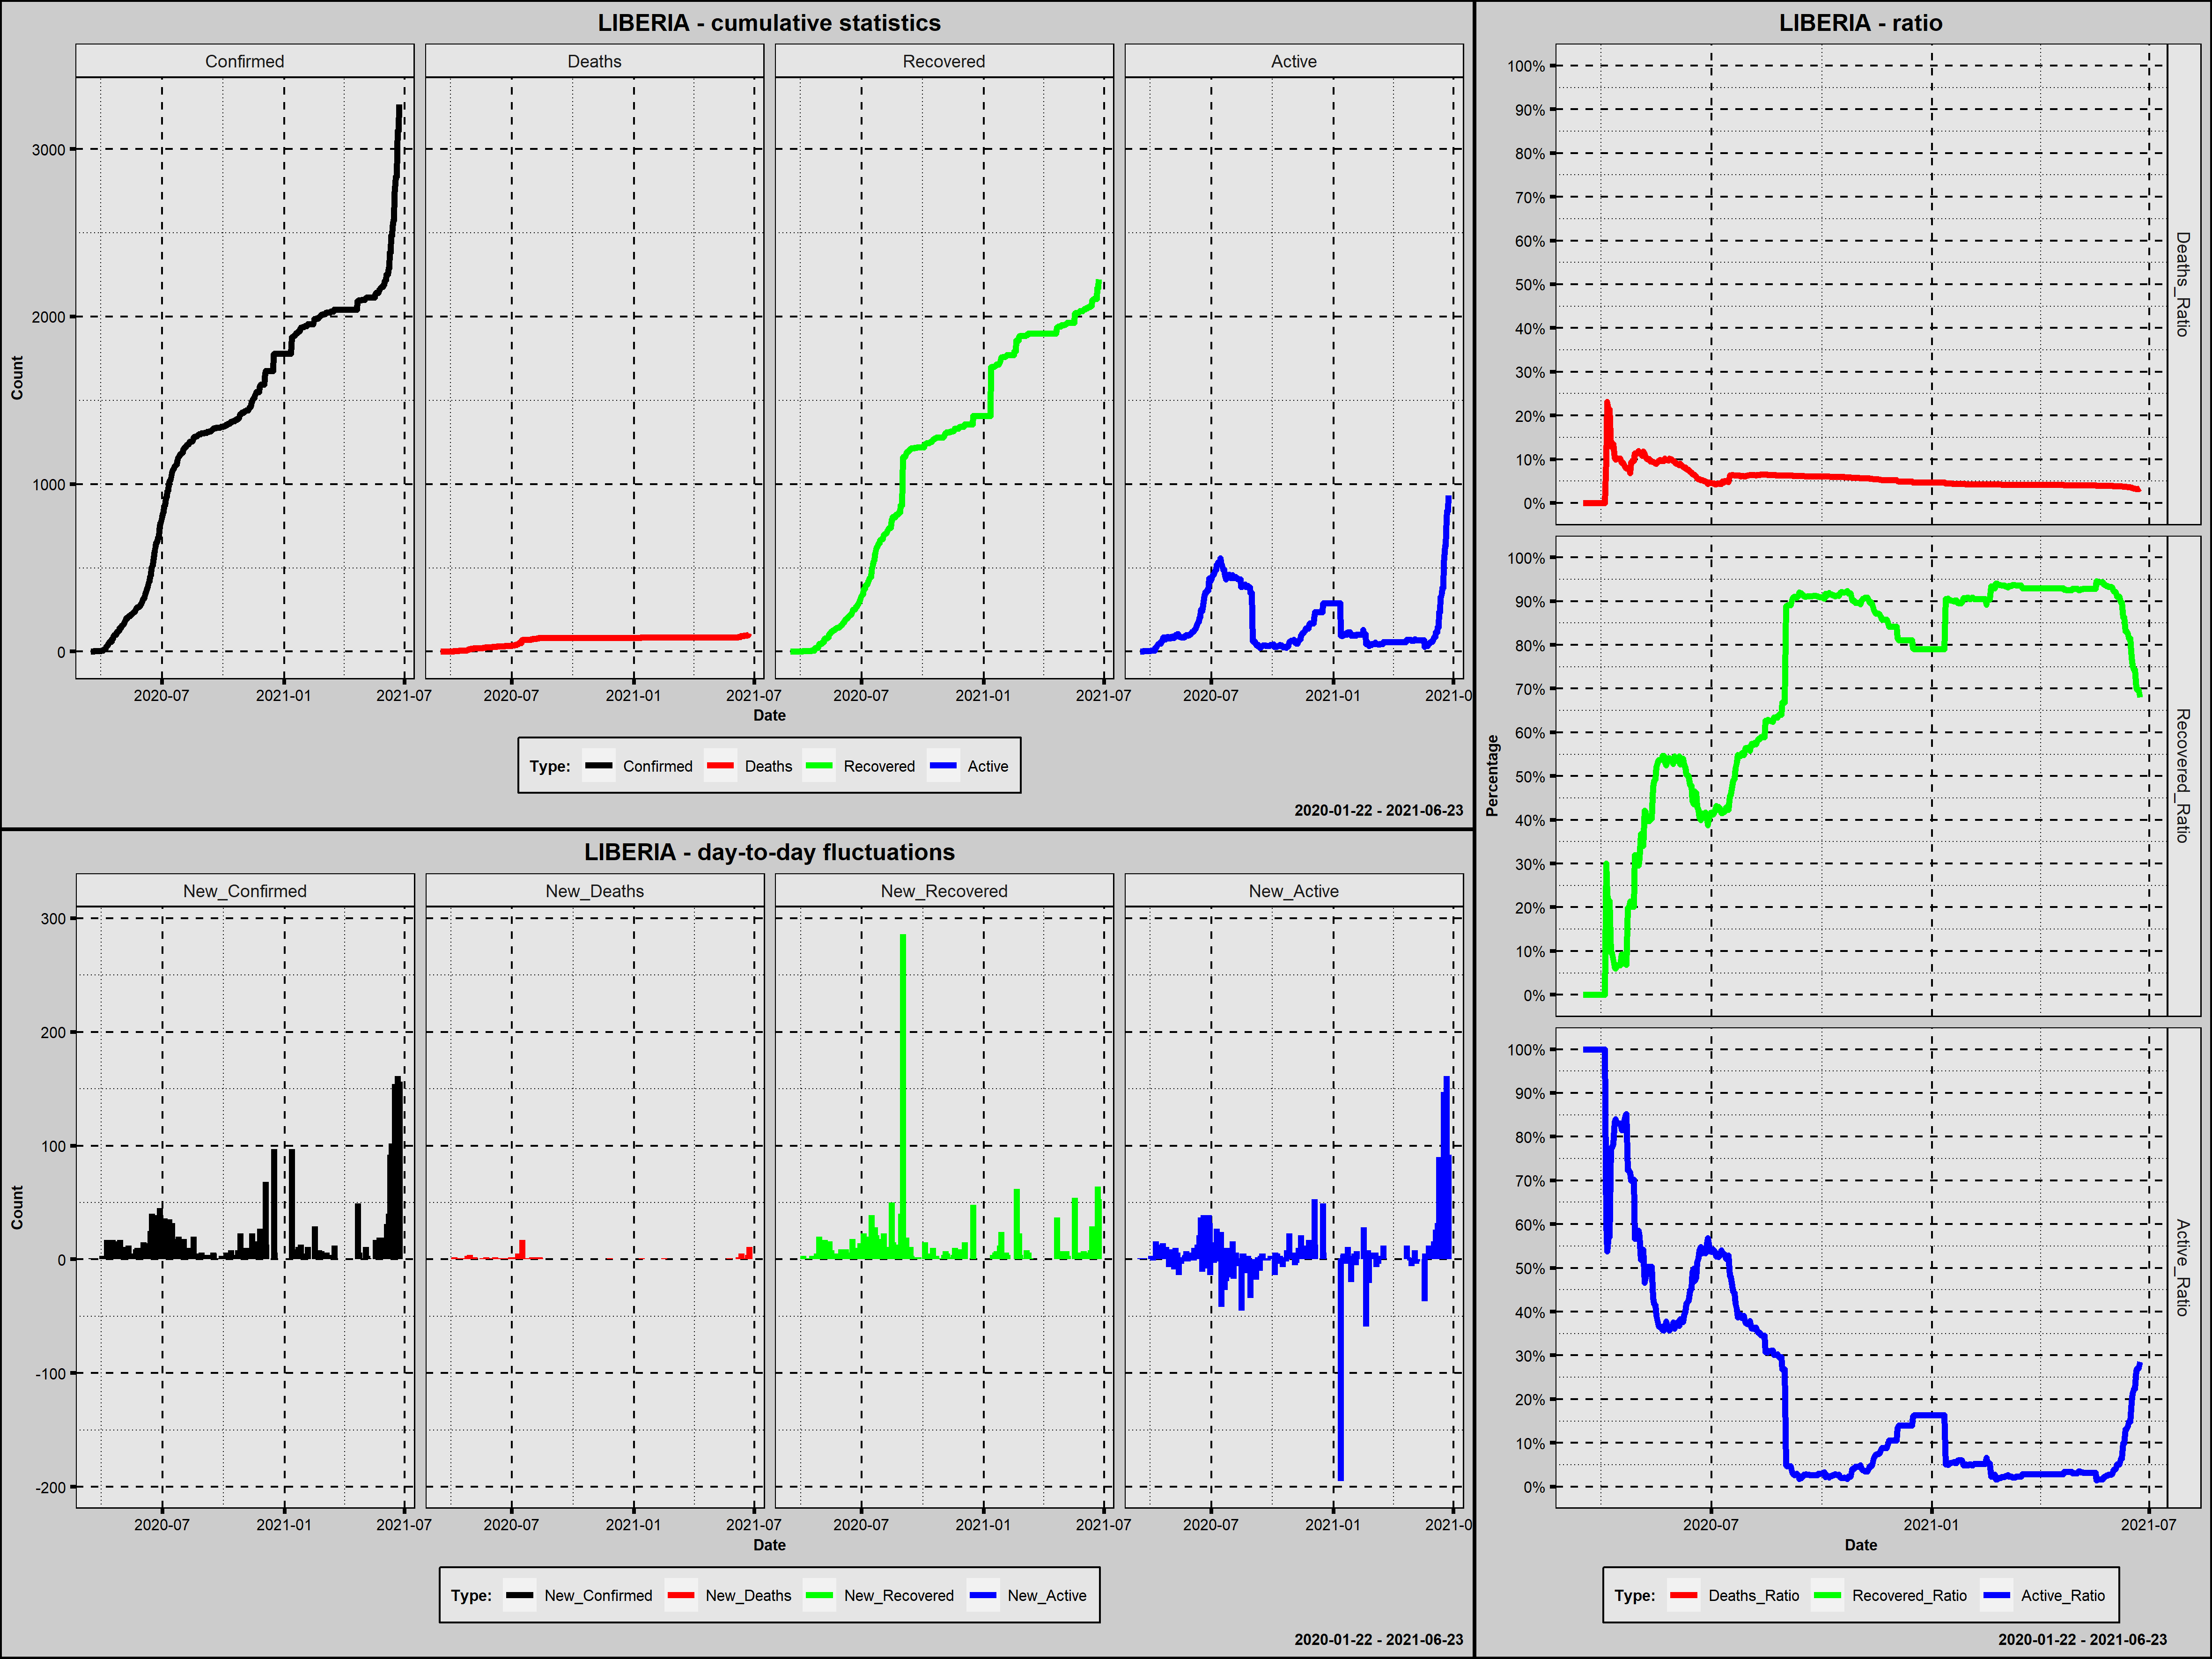 LIBERIA - cumulative statistics
Confirmed Deaths Recovered Active
3000
2000
1000
0
Count
2020-07 2021-01 2021-07 2020-07 2021-01 2021-07 2020-07 2021-01 2021-07 2020-07 2021-01 2021-0
Date
Type: Confirmed Deaths Recovered Active
2020-01-22 - 2021-06-23
LIBERIA - day-to-day fluctuations
New_Confirmed New_Deaths New_Recovered New_Active
300
200
100
0
-100
-200
Count
2020-07 2021-01 2021-07 2020-07 2021-01 2021-07 2020-07 2021-01 2021-07 2020-07 2021-01 2021-0
Date
Type: New_Confirmed New_Deaths New_Recovered New_Active
2020-01-22 - 2021-06-23
LIBERIA - ratio
100%
90%
80%
70%
60%
50%
40%
30%
20%
10%
0%
Deaths_Ratio
100%
90%
80%
70%
60%
50%
40%
30%
20%
10%
0%
Recovered_Ratio
Percentage
100%
90%
80%
70%
60%
50%
40%
30%
20%
10%
0%
Active_Ratio
2020-07 2021-01 2021-07
Date
Type: Deaths_Ratio Recovered_Ratio Active_Ratio
2020-01-22 - 2021-06-23